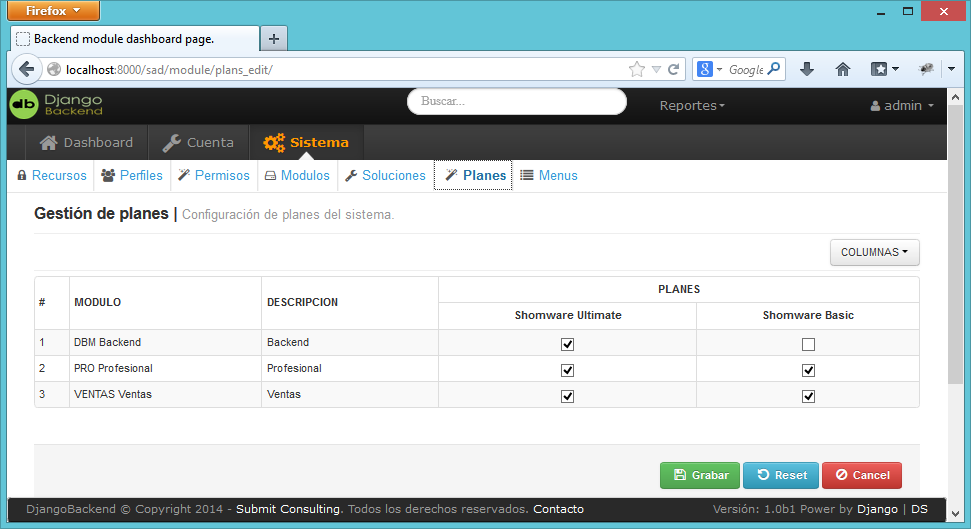 Firefox
Backend module dashboard page.
localhost:8000/sad/module/plans_edit/
Google
db Django Backend
Buscar...
Reportes
admin
Dashboard
Cuenta
Sistema
Recursos
Perfiles
Permisos
Modulos
Soluciones
Planes
Menus
Gestión de planes | Configuración de planes del sistema.
COLUMNAS
# MODULO DESCRIPCION PLANES
Shomware Ultimate Shomware Basic
1 DBM Backend Backend
2 PRO Profesional Profesional
3 VENTAS Ventas Ventas
Grabar
Reset
Cancel
DjangoBackend © Copyright 2014 - Submit Consulting. Todos los derechos reservados. Contacto
Versión: 1.0b1 Power by Django | DS